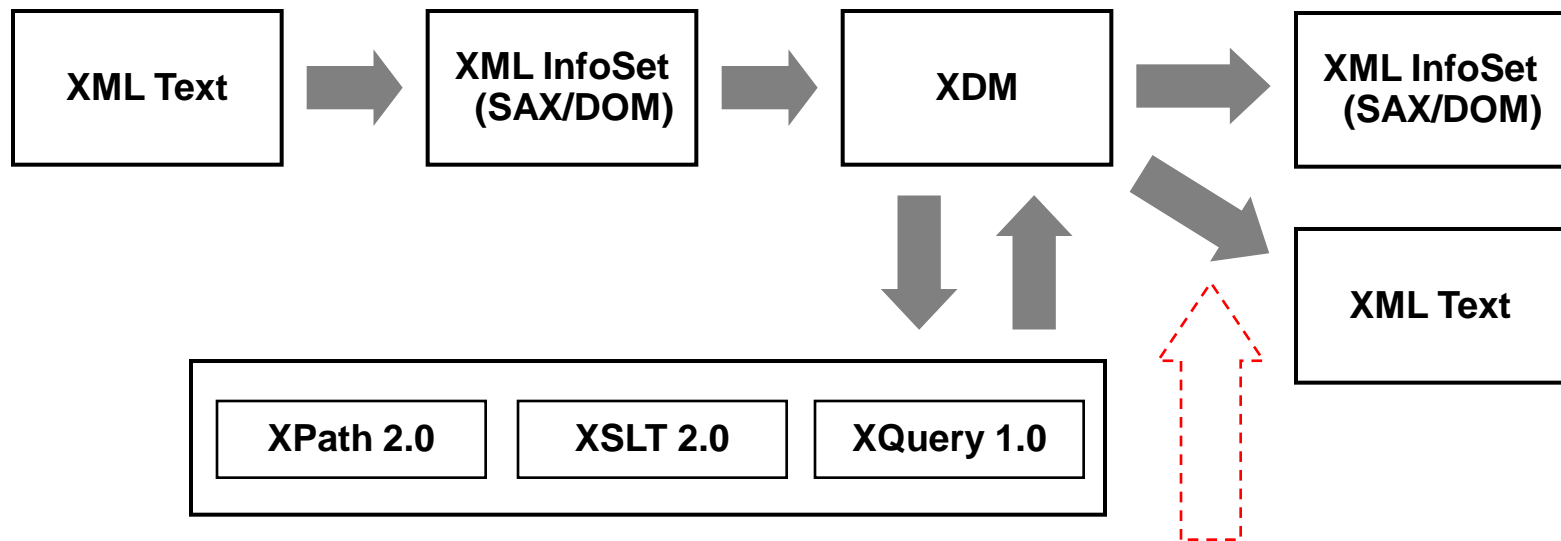 XML Text
XML InfoSet
(SAX/DOM)
XDM
XML InfoSet
(SAX/DOM)
XML Text
XPath 2.0
XSLT 2.0
XQuery 1.0